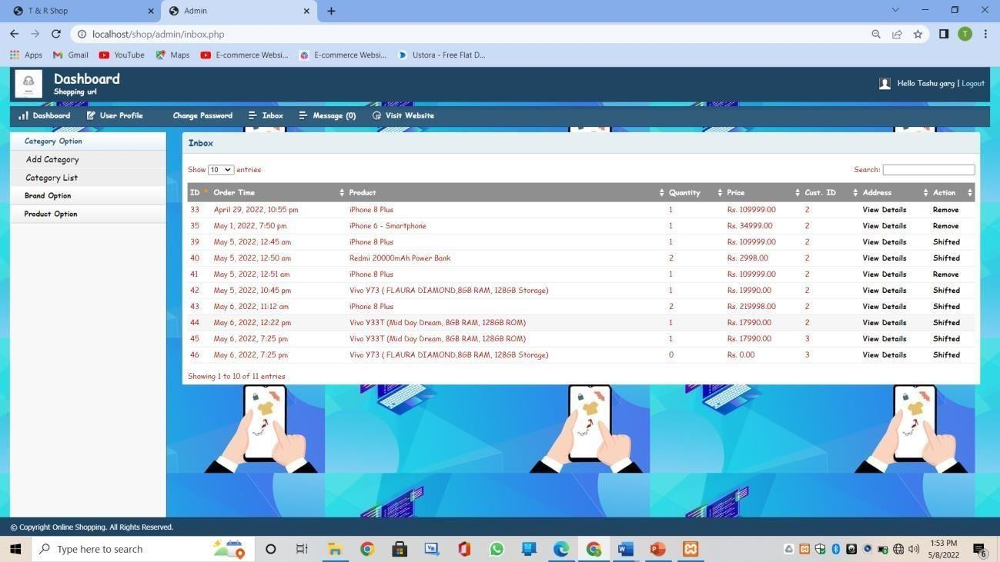 T & R Shop
Admin
localhost/shop/admin/inbox.php
T
Apps Gmail YouTube Maps E-commerce Websi... E-commerce Websi... Ustora - Free Flat D...
Dashboard
Shopping url
Hello Tashu garg | Logout
Dashboard User Profile Change Password Inbox Message (0) Visit Website
Category Option
Add Category
Category List
Brand Option
Product Option
Inbox
Show 10 entries Search:
ID Order Time Product Quantity Price Cust. ID Address Action
33 April 29, 2022, 10:55 pm iPhone 8 Plus 1 Rs. 109999.00 2 View Details Remove
35 May 1, 2022, 7:50 pm iPhone 6 - Smartphone 1 Rs. 34999.00 2 View Details Remove
39 May 5, 2022, 12:45 am iPhone 8 Plus 1 Rs. 109999.00 2 View Details Shifted
40 May 5, 2022, 12:50 am Redmi 20000mAh Power Bank 2 Rs. 2998.00 2 View Details Shifted
41 May 5, 2022, 12:51 am iPhone 8 Plus 1 Rs. 109999.00 2 View Details Remove
42 May 5, 2022, 10:45 pm Vivo Y73 ( FLAURA DIAMOND,8GB RAM, 128GB Storage) 1 Rs. 19990.00 2 View Details Shifted
43 May 6, 2022, 11:12 am iPhone 8 Plus 2 Rs. 219998.00 2 View Details Shifted
44 May 6, 2022, 12:22 pm Vivo Y33T (Mid Day Dream, 8GB RAM, 128GB ROM) 1 Rs. 17990.00 2 View Details Shifted
45 May 6, 2022, 7:25 pm Vivo Y33T (Mid Day Dream, 8GB RAM, 128GB ROM) 1 Rs. 17990.00 3 View Details Shifted
46 May 6, 2022, 7:25 pm Vivo Y73 ( FLAURA DIAMOND,8GB RAM, 128GB Storage) 0 Rs. 0.00 3 View Details Shifted
Showing 1 to 10 of 11 entries
© Copyright Online Shopping. All Rights Reserved.
Type here to search
1:53 PM
5/8/2022
6